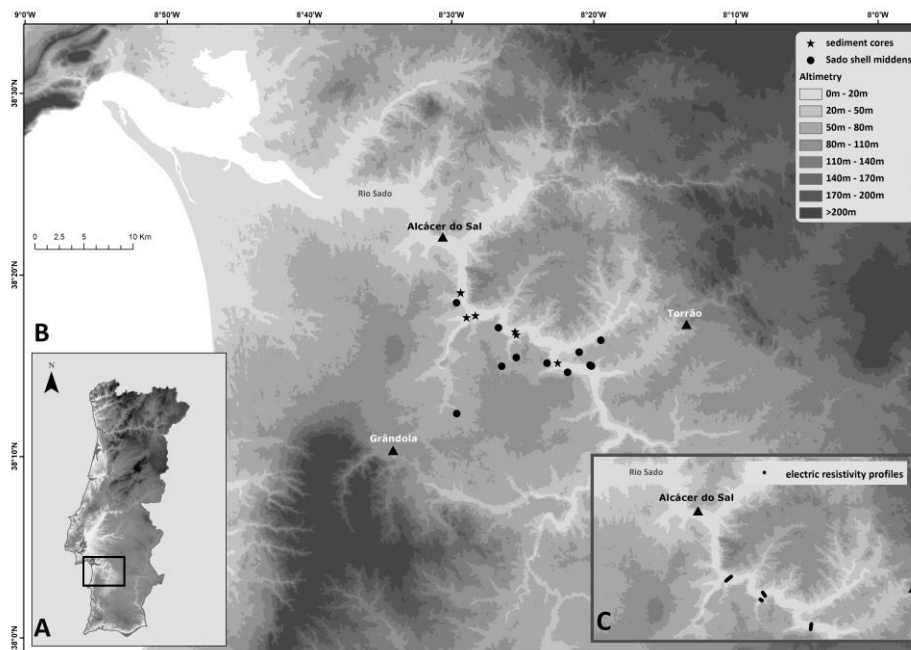 9°0'W
8°50'W
8°40'W
8°30'W
8°20'W
8°10'W
8°0'W
38°30'N
38°20'N
38°10'N
38°0'N
sediment cores
Sado shell middens
Altimetry
0m - 20m
20m - 50m
50m - 80m
80m - 110m
110m - 140m
140m - 170m
170m - 200m
>200m
Rio Sado
Alcácer do Sal
0 2.5 5 10 Km
Torrão
B
Grândola
N
A
Rio Sado
electric resistivity profiles
Alcácer do Sal
C